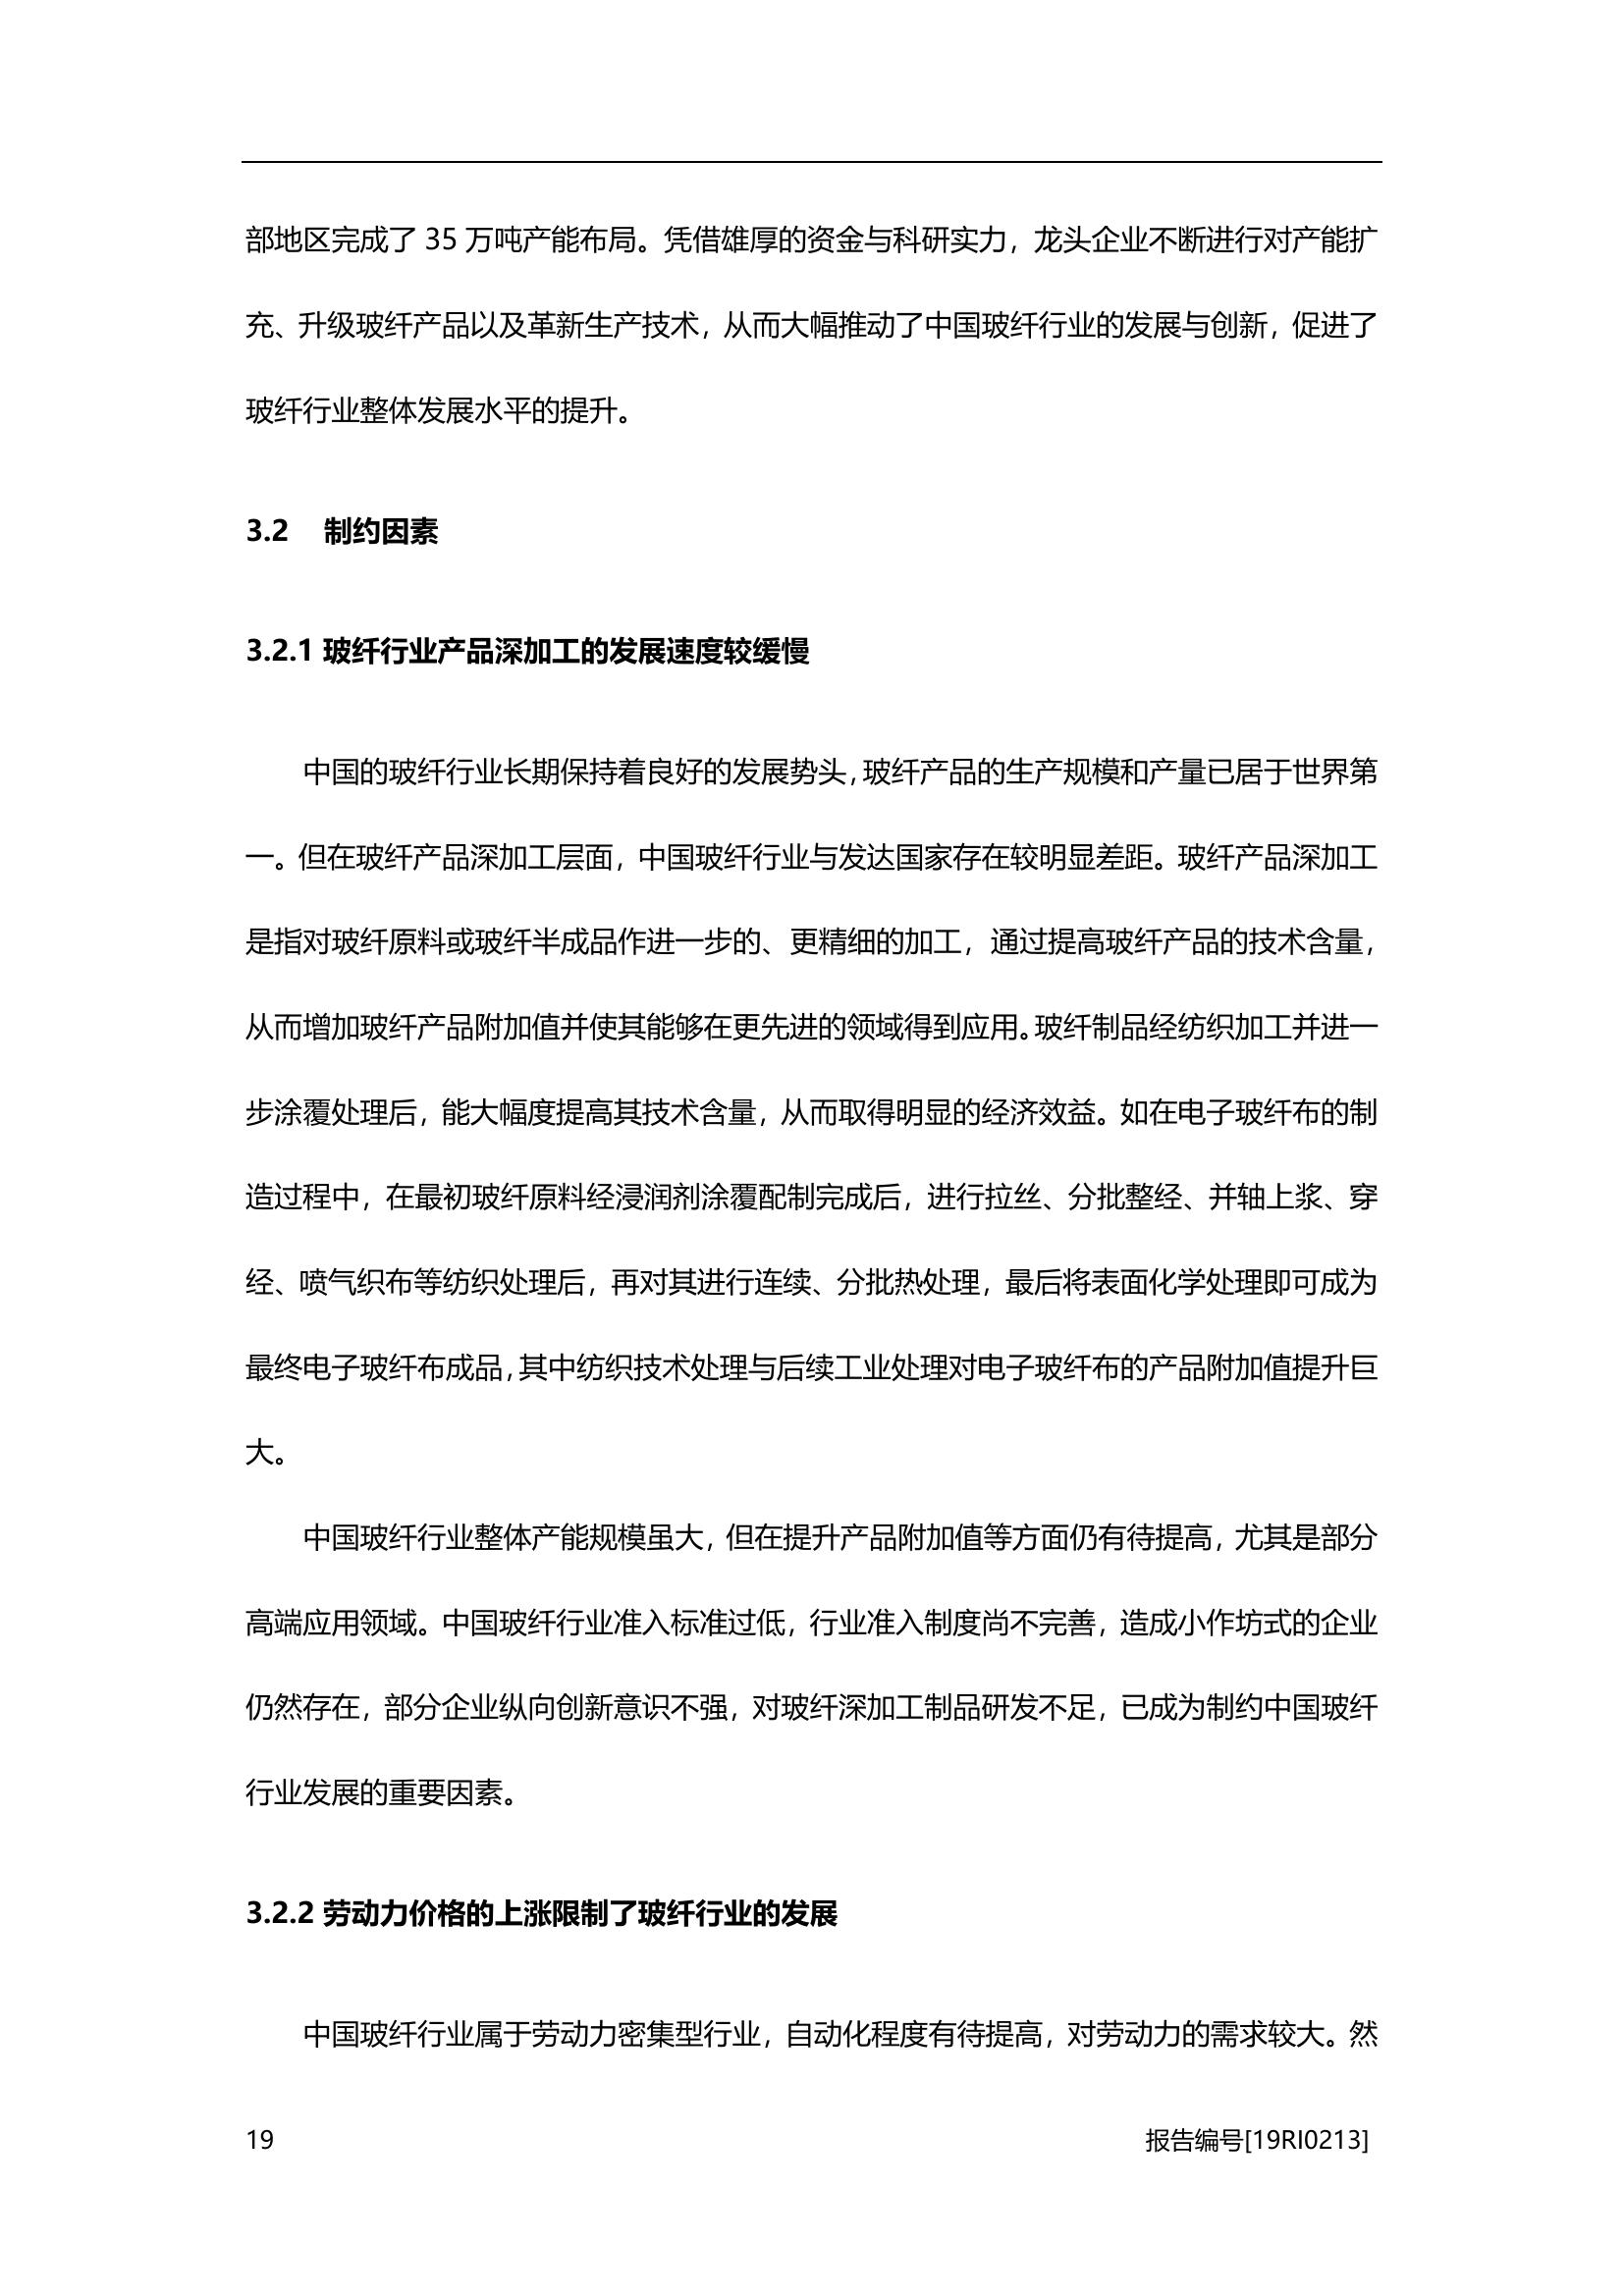 部地区完成了 35 万吨产能布局。凭借雄厚的资金与科研实力，龙头企业不断进行对产能扩
充、升级玻纤产品以及革新生产技术，从而大幅推动了中国玻纤行业的发展与创新，促进了
玻纤行业整体发展水平的提升。
3.2 制约因素
3.2.1 玻纤行业产品深加工的发展速度较缓慢
中国的玻纤行业长期保持着良好的发展势头，玻纤产品的生产规模和产量已居于世界第
一。但在玻纤产品深加工层面，中国玻纤行业与发达国家存在较明显差距。玻纤产品深加工
是指对玻纤原料或玻纤半成品作进一步的、更精细的加工，通过提高玻纤产品的技术含量，
从而增加玻纤产品附加值并使其能够在更先进的领域得到应用。玻纤制品经纺织加工并进一
步涂覆处理后，能大幅度提高其技术含量，从而取得明显的经济效益。如在电子玻纤布的制
造过程中，在最初玻纤原料经浸润剂涂覆配制完成后，进行拉丝、分批整经、并轴上浆、穿
经、喷气织布等纺织处理后，再对其进行连续、分批热处理，最后将表面化学处理即可成为
最终电子玻纤布成品，其中纺织技术处理与后续工业处理对电子玻纤布的产品附加值提升巨
大。
中国玻纤行业整体产能规模虽大，但在提升产品附加值等方面仍有待提高，尤其是部分
高端应用领域。中国玻纤行业准入标准过低，行业准入制度尚不完善，造成小作坊式的企业
仍然存在，部分企业纵向创新意识不强，对玻纤深加工制品研发不足，已成为制约中国玻纤
行业发展的重要因素。
3.2.2 劳动力价格的上涨限制了玻纤行业的发展
中国玻纤行业属于劳动力密集型行业，自动化程度有待提高，对劳动力的需求较大。然
19 报告编号[19RI0213]